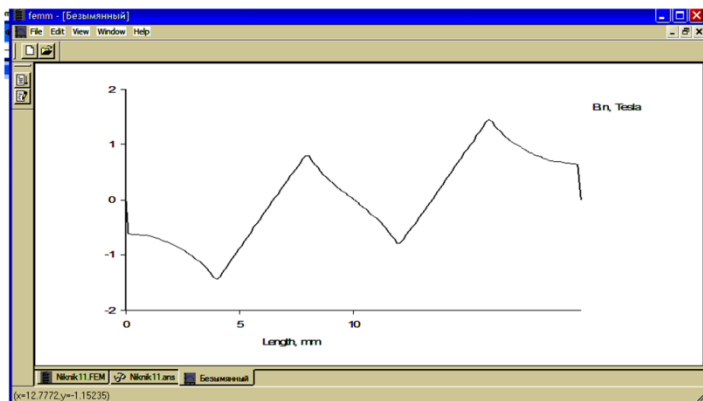 femm - [Безымянный]
File Edit View Window Help
2
B.n, Tesla
1
0
-1
-2
0 5 10
Length, mm
Niknik11.FEM Niknik11.ans Безымянный
(x=12.7772,y=-1.15235)